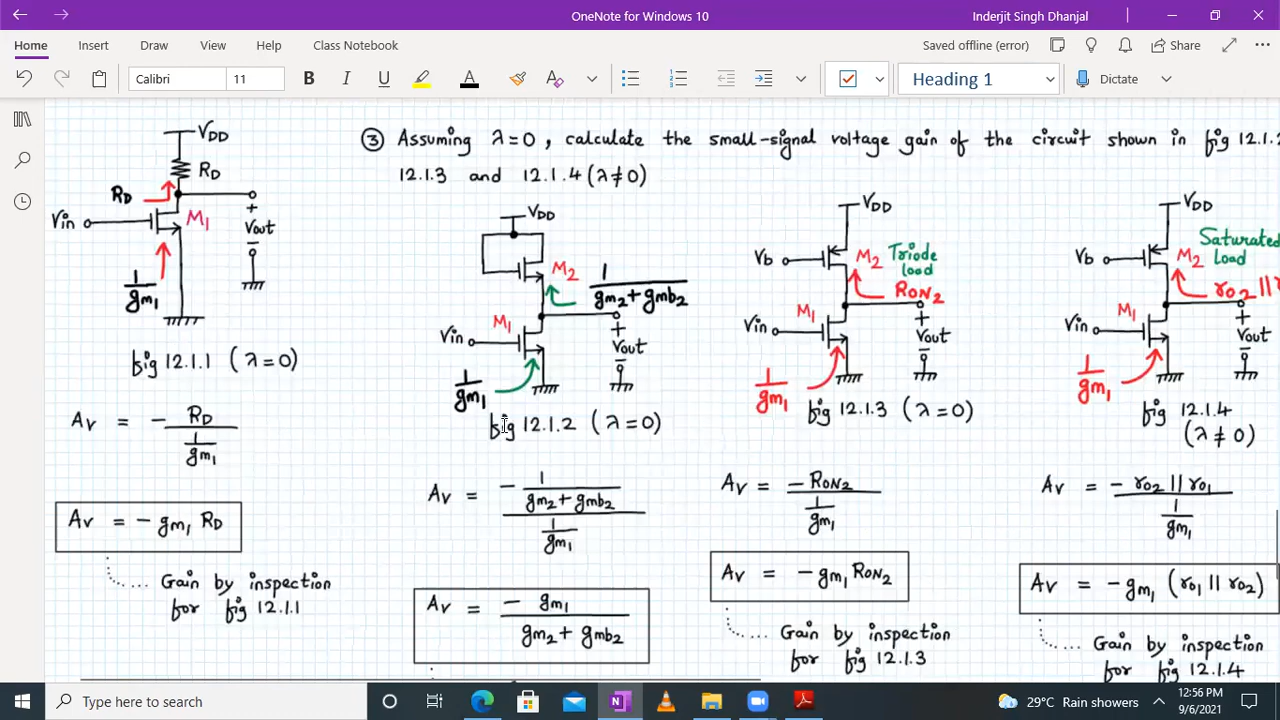 OneNote for Windows 10
Inderjit Singh Dhanjal
Home Insert Draw View Help Class Notebook
Saved offline (error)
Share
Calibri 11 B I U A
Heading 1
Dictate
VDD
RD
RD
Vin
M1
+
Vout
-
1/gm1
fig 12.1.1 (λ=0)
Av = - RD / (1/gm1)
Av = - gm1 RD
... Gain by inspection
for fig 12.1.1
③ Assuming λ=0, calculate the small-signal voltage gain of the circuit shown in fig 12.1.2
12.1.3 and 12.1.4 (λ≠0)
VDD
M2
1/(gm2 + gmb2)
M1
Vin
+
Vout
-
1/gm1
fig 12.1.2 (λ=0)
Av = - (1/(gm2 + gmb2)) / (1/gm1)
Av = - gm1 / (gm2 + gmb2)
VDD
Vb
M2
Triode
load
RON2
M1
Vin
+
Vout
-
1/gm1
fig 12.1.3 (λ=0)
Av = - RON2 / (1/gm1)
Av = - gm1 RON2
... Gain by inspection
for fig 12.1.3
VDD
Vb
M2
Saturated
load
ro2 ||
M1
Vin
+
Vout
-
1/gm1
fig 12.1.4
(λ≠0)
Av = - ro2 || ro1 / (1/gm1)
Av = - gm1 (ro1 || ro2)
... Gain by inspection
for fig 12.1.4
Type here to search
29°C Rain showers
12:56 PM
9/6/2021